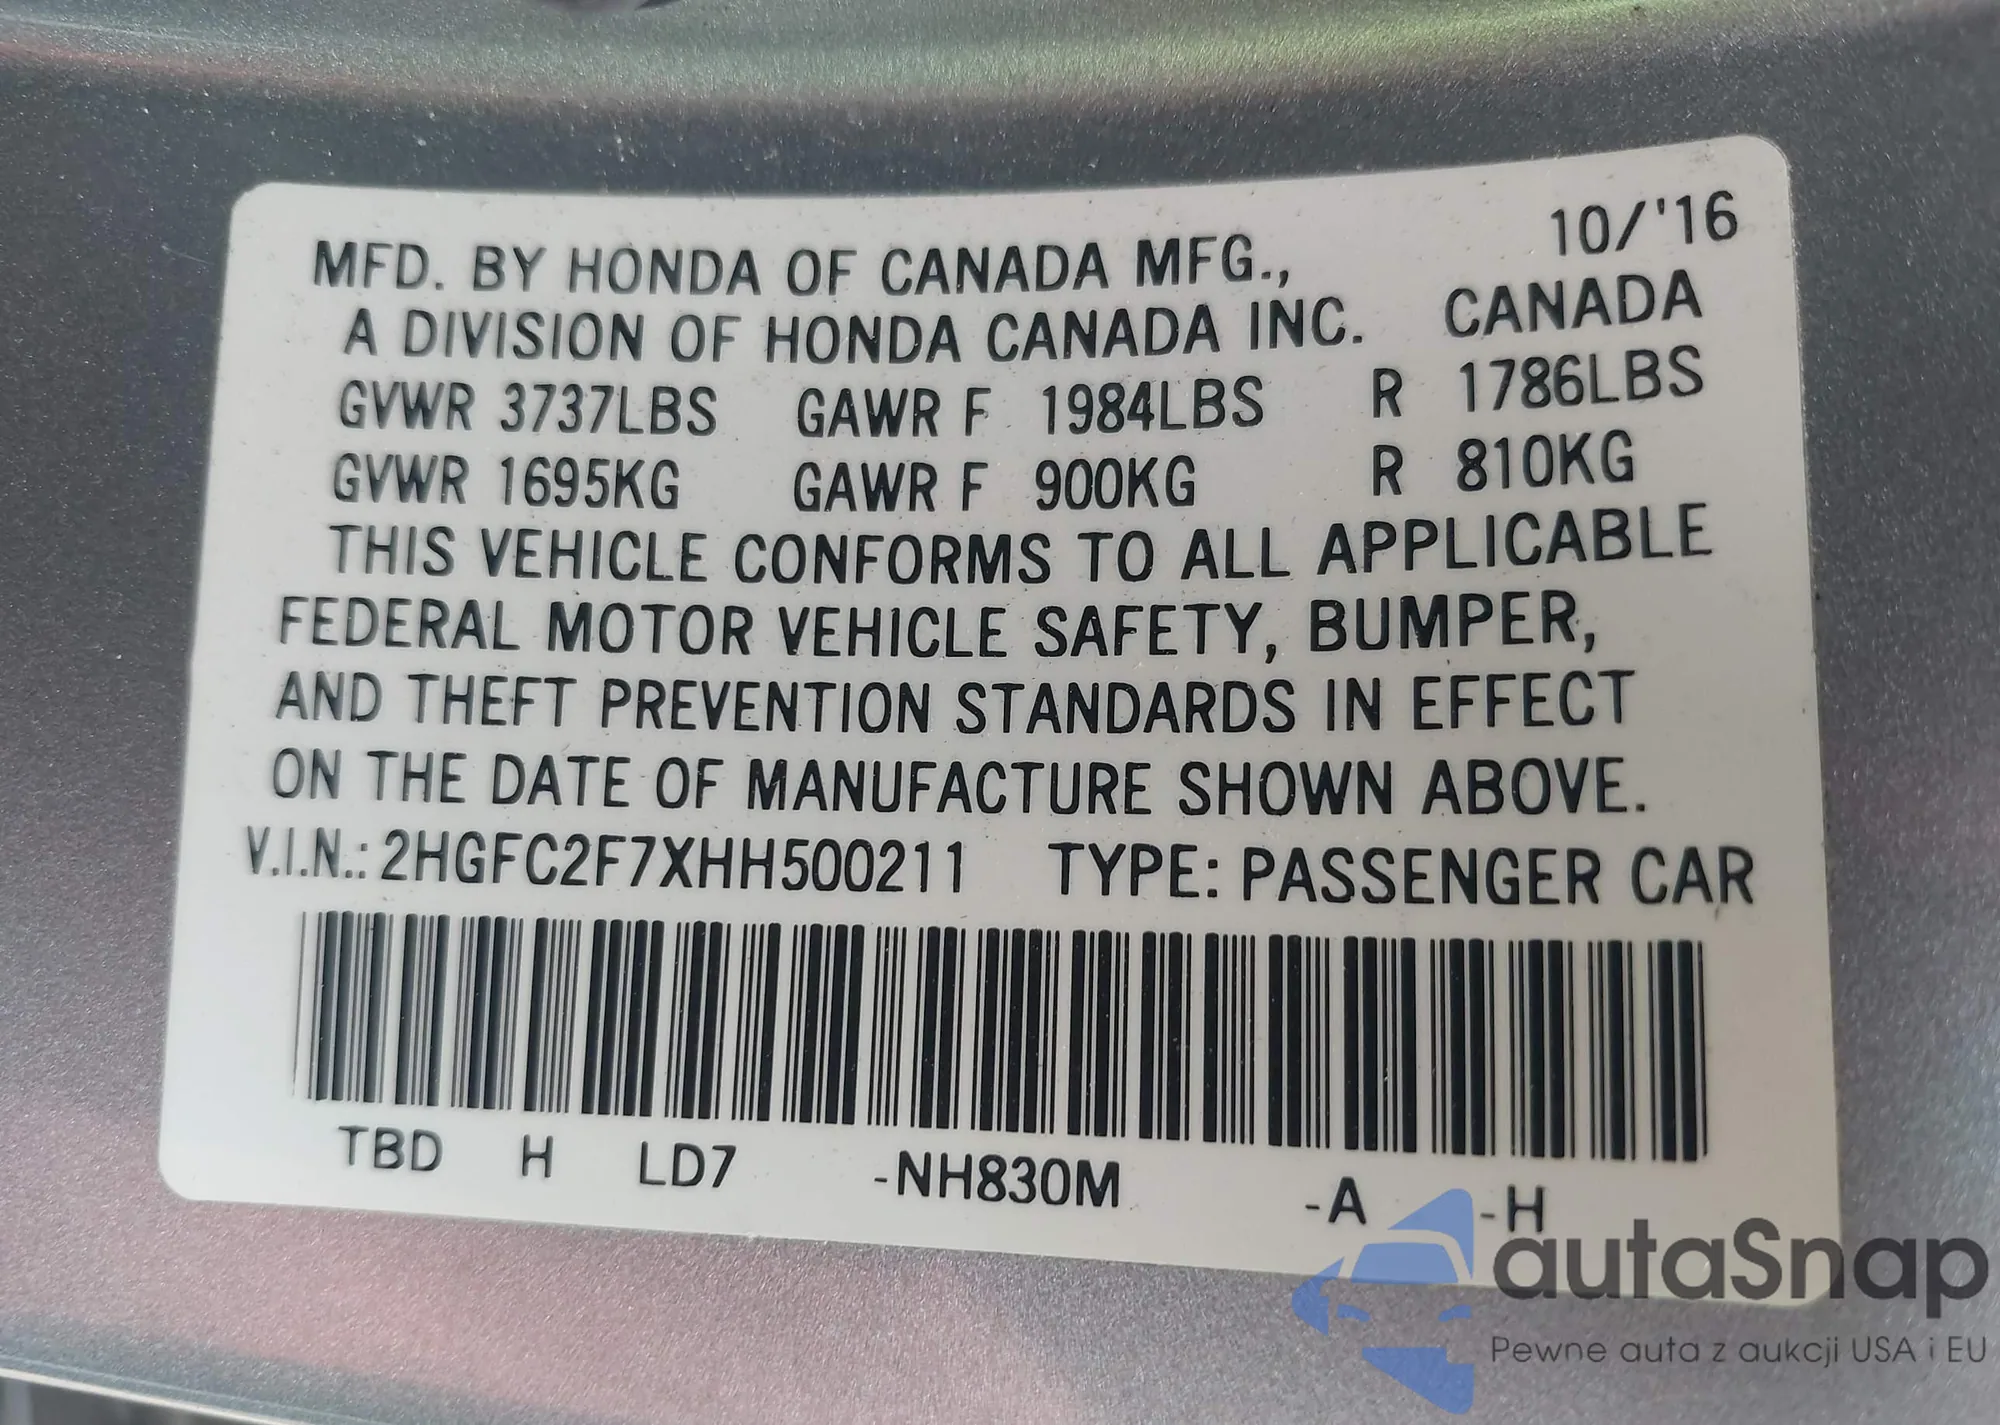 10/'16
MFD. BY HONDA OF CANADA MFG.,
A DIVISION OF HONDA CANADA INC. CANADA
GVWR 3737LBS GAWR F 1984LBS R 1786LBS
GVWR 1695KG GAWR F 900KG R 810KG
THIS VEHICLE CONFORMS TO ALL APPLICABLE
FEDERAL MOTOR VEHICLE SAFETY, BUMPER,
AND THEFT PREVENTION STANDARDS IN EFFECT
ON THE DATE OF MANUFACTURE SHOWN ABOVE.
V.I.N.: 2HGFC2F7XHH500211 TYPE: PASSENGER CAR
TBD H LD7 -NH830M -A -H
autaSnap
Pewne auta z aukcji USA i EU